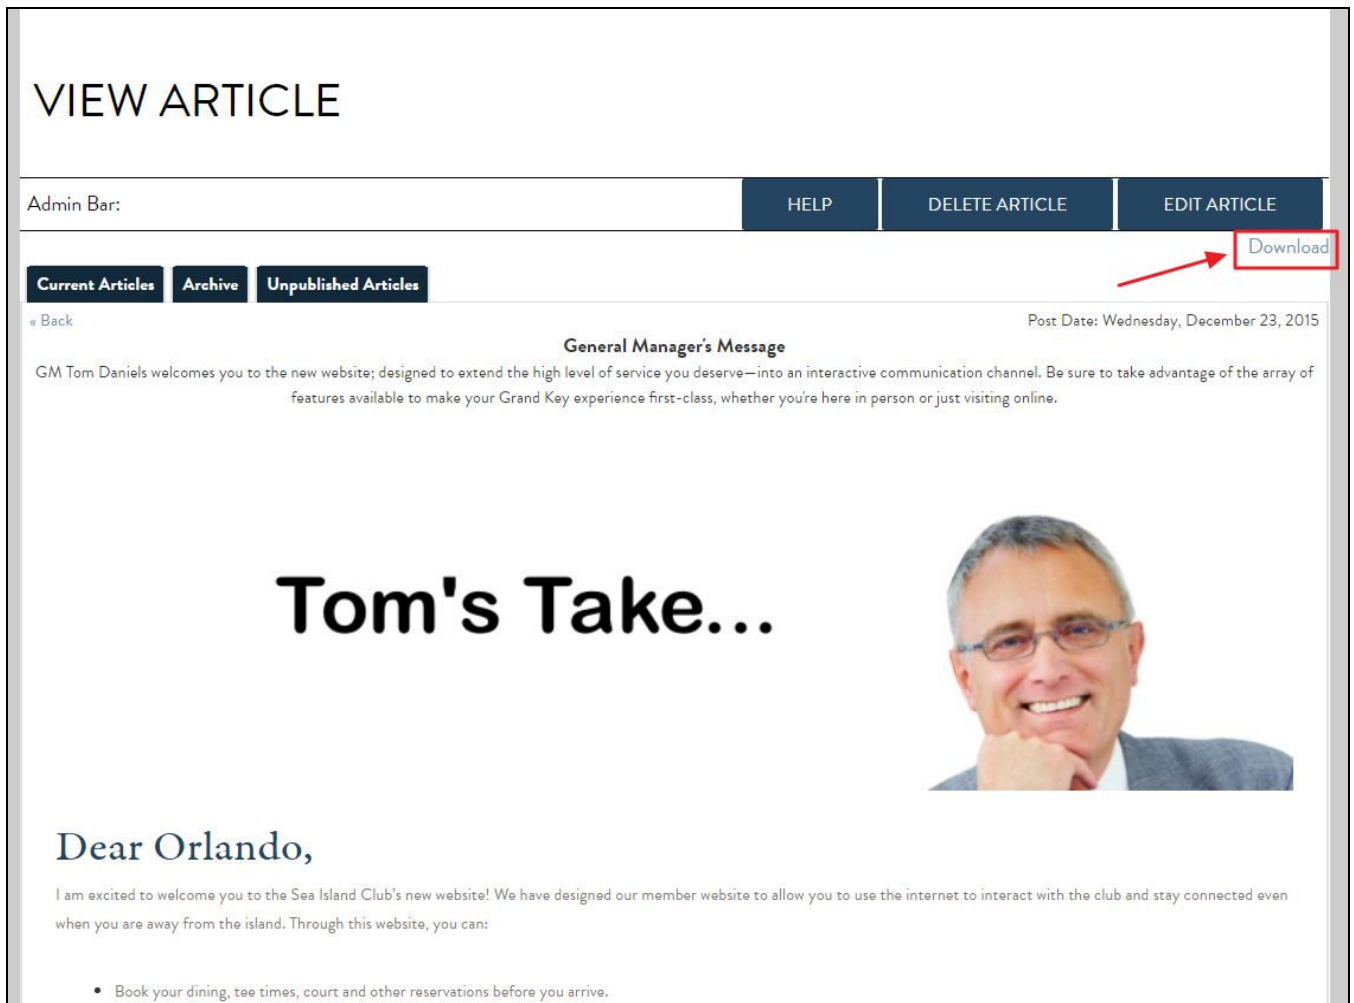 VIEW ARTICLE
Admin Bar:
HELP
DELETE ARTICLE
EDIT ARTICLE
Download
Current Articles
Archive
Unpublished Articles
« Back
Post Date: Wednesday, December 23, 2015
General Manager's Message
GM Tom Daniels welcomes you to the new website; designed to extend the high level of service you deserve—into an interactive communication channel. Be sure to take advantage of the array of
features available to make your Grand Key experience first-class, whether you're here in person or just visiting online.
Tom's Take...
Dear Orlando,
I am excited to welcome you to the Sea Island Club's new website! We have designed our member website to allow you to use the internet to interact with the club and stay connected even
when you are away from the island. Through this website, you can:
• Book your dining, tee times, court and other reservations before you arrive.